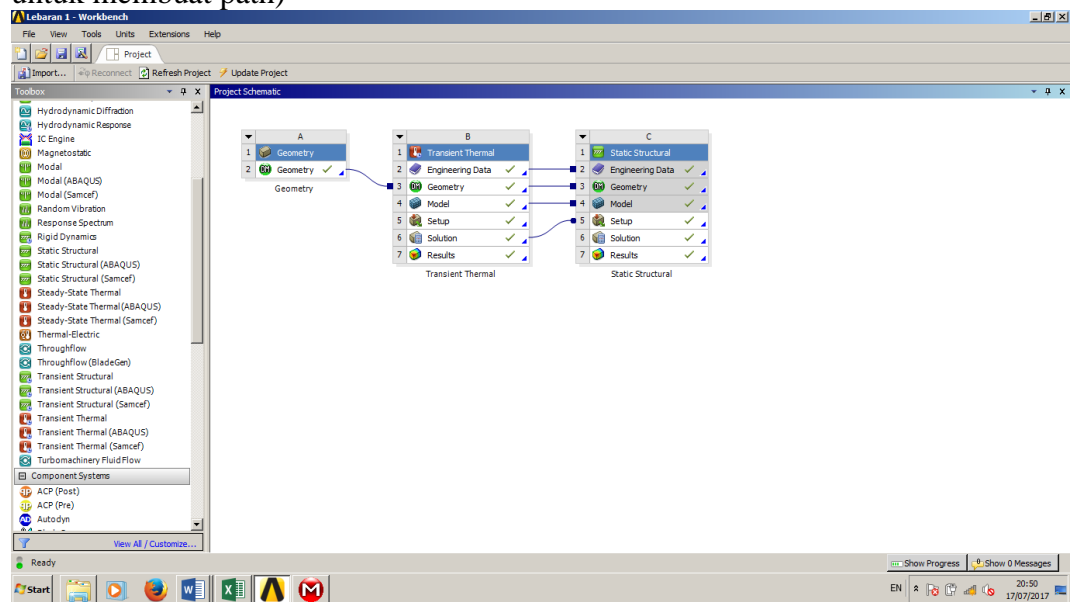 untuk membuat path)
Lebaran 1 - Workbench
File View Tools Units Extensions Help
Project
Import... Reconnect Refresh Project Update Project
Toolbox
Project Schematic
Hydrodynamic Diffraction
Hydrodynamic Response
IC Engine
Magnetostatic
Modal
Modal (ABAQUS)
Modal (Samcef)
Random Vibration
Response Spectrum
Rigid Dynamics
Static Structural
Static Structural (ABAQUS)
Static Structural (Samcef)
Steady-State Thermal
Steady-State Thermal (ABAQUS)
Steady-State Thermal (Samcef)
Thermal-Electric
Throughflow
Throughflow (BladeGen)
Transient Structural
Transient Structural (ABAQUS)
Transient Structural (Samcef)
Transient Thermal
Transient Thermal (ABAQUS)
Transient Thermal (Samcef)
Turbomachinery Fluid Flow
Component Systems
ACP (Post)
ACP (Pre)
Autodyn
View All / Customize...
A
1 Geometry
2 Geometry
Geometry
B
1 Transient Thermal
2 Engineering Data
3 Geometry
4 Model
5 Setup
6 Solution
7 Results
Transient Thermal
C
1 Static Structural
2 Engineering Data
3 Geometry
4 Model
5 Setup
6 Solution
7 Results
Static Structural
Ready
Show Progress Show 0 Messages
Start
EN
20:50
17/07/2017